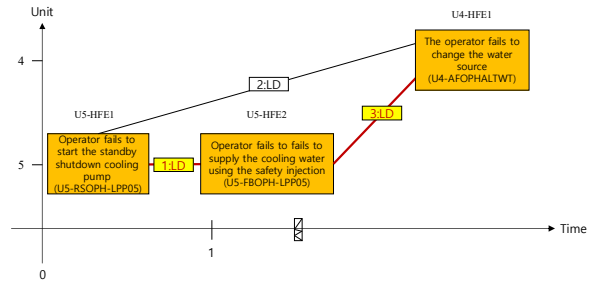 Unit
U4-HFE1
The operator fails to
change the water
source
(U4-AFOPHALTWT)
4
2:LD
3:LD
U5-HFE1
U5-HFE2
Operator fails to
start the standby
shutdown cooling
pump
(U5-RSOPH-LPP05)
1:LD
Operator fails to fails to
supply the cooling water
using the safety injection
(U5-FBOPH-LPP05)
5
Time
1
0